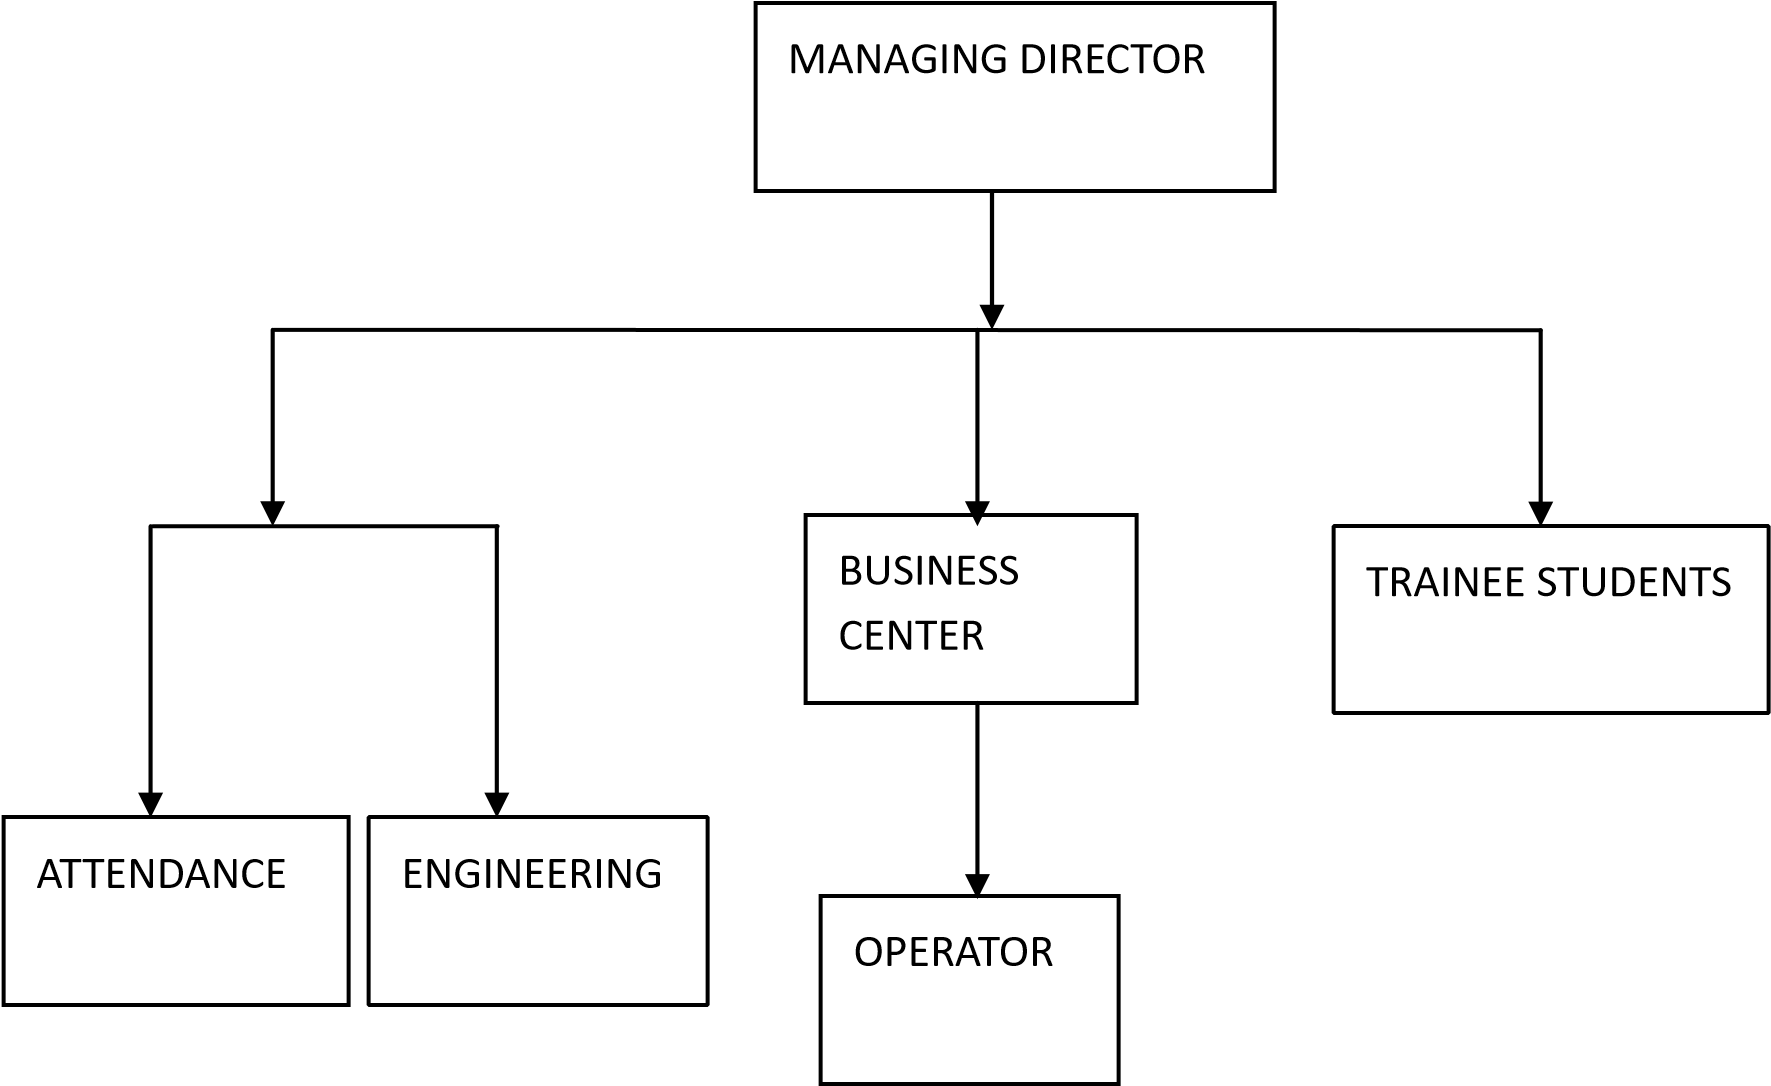 MANAGING DIRECTOR
BUSINESS
CENTER
TRAINEE STUDENTS
ATTENDANCE
ENGINEERING
OPERATOR